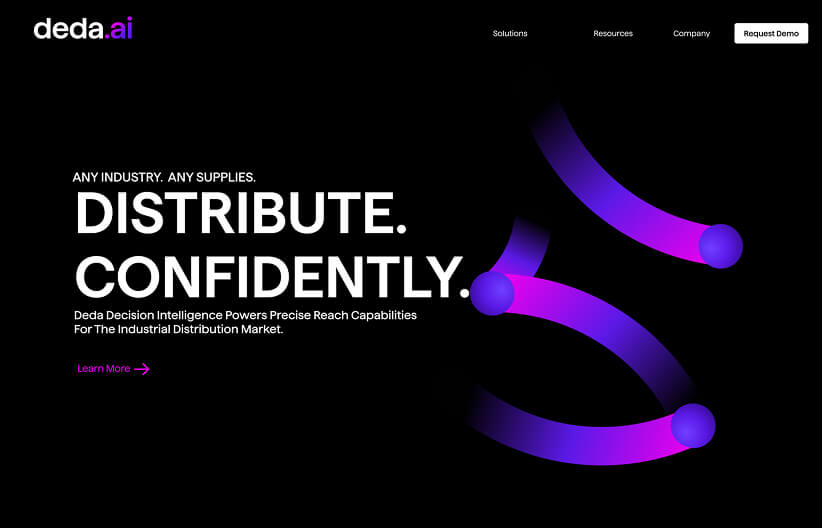 deda.ai
Solutions
Resources
Company
Request Demo
ANY INDUSTRY. ANY SUPPLIES.
DISTRIBUTE.
CONFIDENTLY.
Deda Decision Intelligence Powers Precise Reach Capabilities
For The Industrial Distribution Market.
Learn More